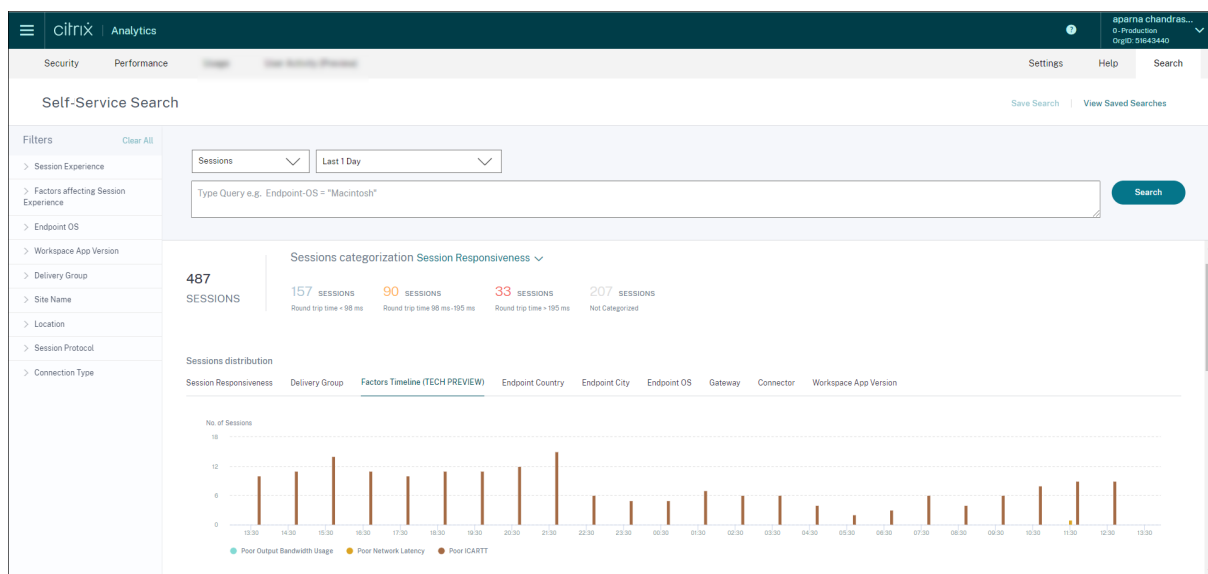 citrix | Analytics
aparna chandras...
0 - Production
OrgID: 51643440
Security Performance Settings Help Search
Self-Service Search
Save Search | View Saved Searches
Filters Clear All
Session Experience
Factors affecting Session
Experience
Endpoint OS
Workspace App Version
Delivery Group
Site Name
Location
Session Protocol
Connection Type
Sessions Last 1 Day
Type Query e.g. Endpoint-OS = "Macintosh"
Search
487
SESSIONS
Sessions categorization Session Responsiveness
157 SESSIONS 90 SESSIONS 33 SESSIONS 207 SESSIONS
Round trip time < 98 ms Round trip time 98 ms -195 ms Round trip time > 195 ms Not Categorized
Sessions distribution
Session Responsiveness Delivery Group Factors Timeline (TECH PREVIEW) Endpoint Country Endpoint City Endpoint OS Gateway Connector Workspace App Version
No. of Sessions
18
12
6
0
13:30 14:30 15:30 16:30 17:30 18:30 19:30 20:30 21:30 22:30 23:30 00:30 01:30 02:30 03:30 04:30 05:30 06:30 07:30 08:30 09:30 10:30 11:30 12:30 13:30
Poor Output Bandwidth Usage Poor Network Latency Poor ICARTT